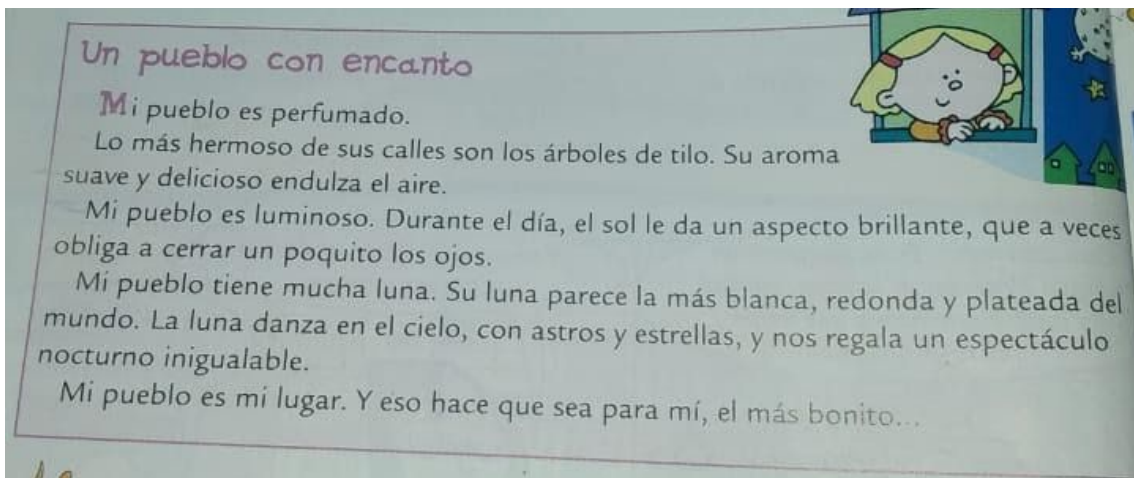 Un pueblo con encanto
Mi pueblo es perfumado.
Lo más hermoso de sus calles son los árboles de tilo. Su aroma
suave y delicioso endulza el aire.
Mi pueblo es luminoso. Durante el día, el sol le da un aspecto brillante, que a veces
obliga a cerrar un poquito los ojos.
Mi pueblo tiene mucha luna. Su luna parece la más blanca, redonda y plateada del
mundo. La luna danza en el cielo, con astros y estrellas, y nos regala un espectáculo
nocturno inigualable.
Mi pueblo es mi lugar. Y eso hace que sea para mí, el más bonito...